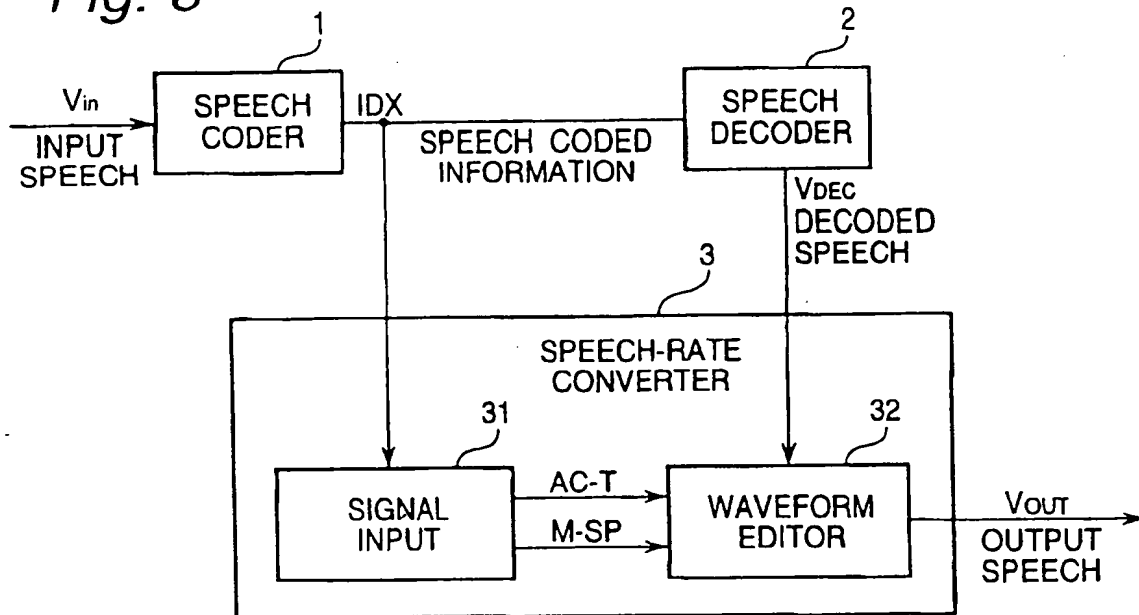 Fig.
1
2
Vin
INPUT
SPEECH
SPEECH
CODER
IDX
SPEECH CODED
INFORMATION
SPEECH
DECODER
VDEC
DECODED
SPEECH
3
SPEECH-RATE
CONVERTER
31
32
SIGNAL
INPUT
AC-T
M-SP
WAVEFORM
EDITOR
VOUT
OUTPUT
SPEECH